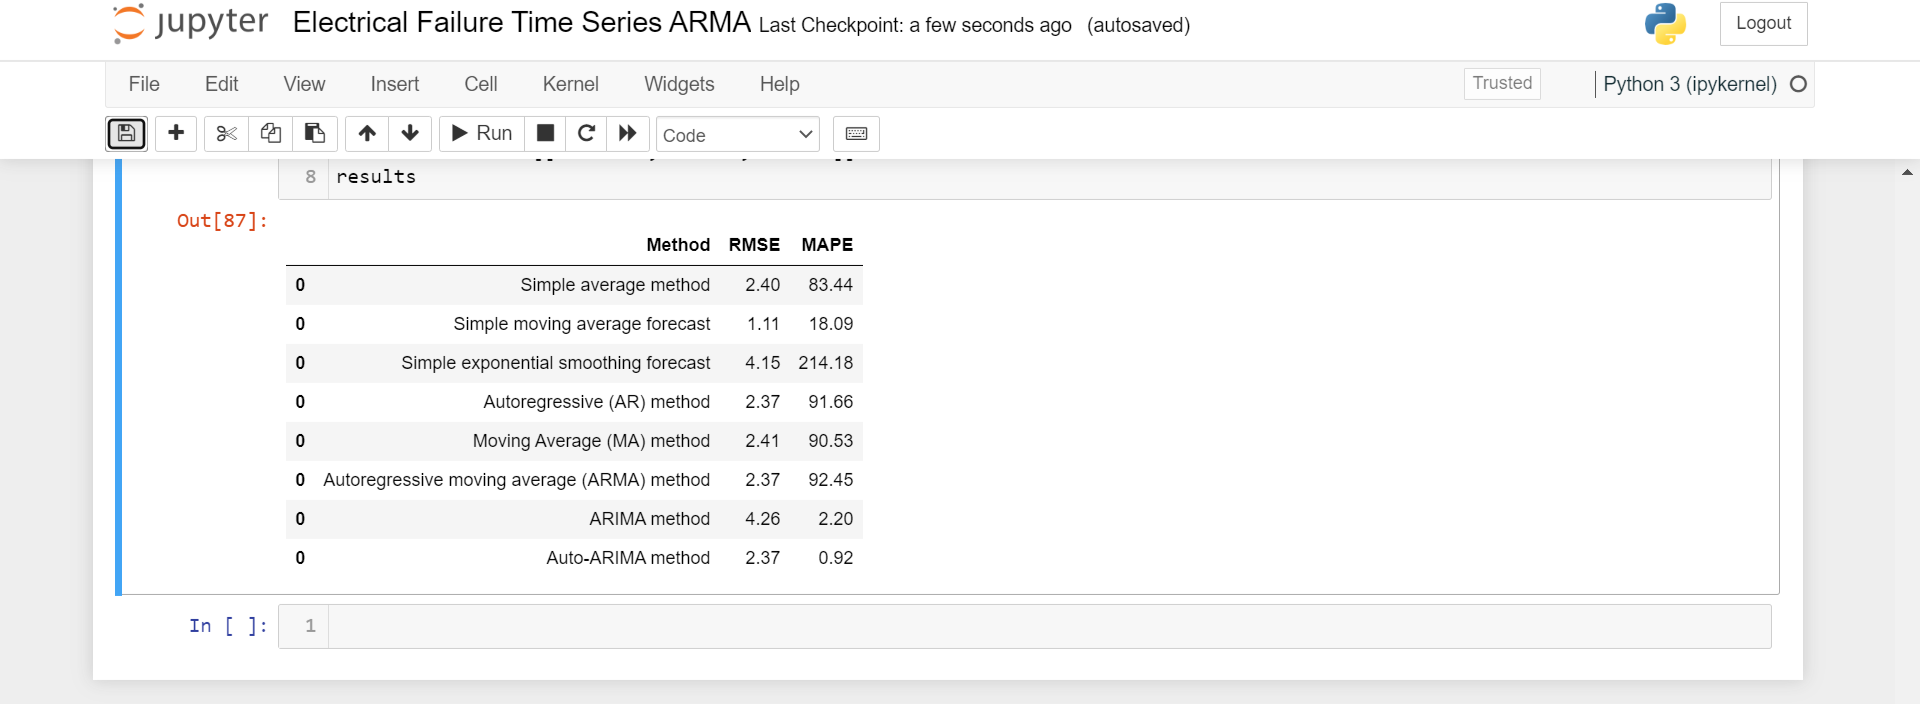 jupyter Electrical Failure Time Series ARMA Last Checkpoint: a few seconds ago (autosaved) Logout
File Edit View Insert Cell Kernel Widgets Help Trusted Python 3 (ipykernel)
Run Code
8 results
Out[87]:
Method RMSE MAPE
0 Simple average method 2.40 83.44
0 Simple moving average forecast 1.11 18.09
0 Simple exponential smoothing forecast 4.15 214.18
0 Autoregressive (AR) method 2.37 91.66
0 Moving Average (MA) method 2.41 90.53
0 Autoregressive moving average (ARMA) method 2.37 92.45
0 ARIMA method 4.26 2.20
0 Auto-ARIMA method 2.37 0.92
In [ ]: 1